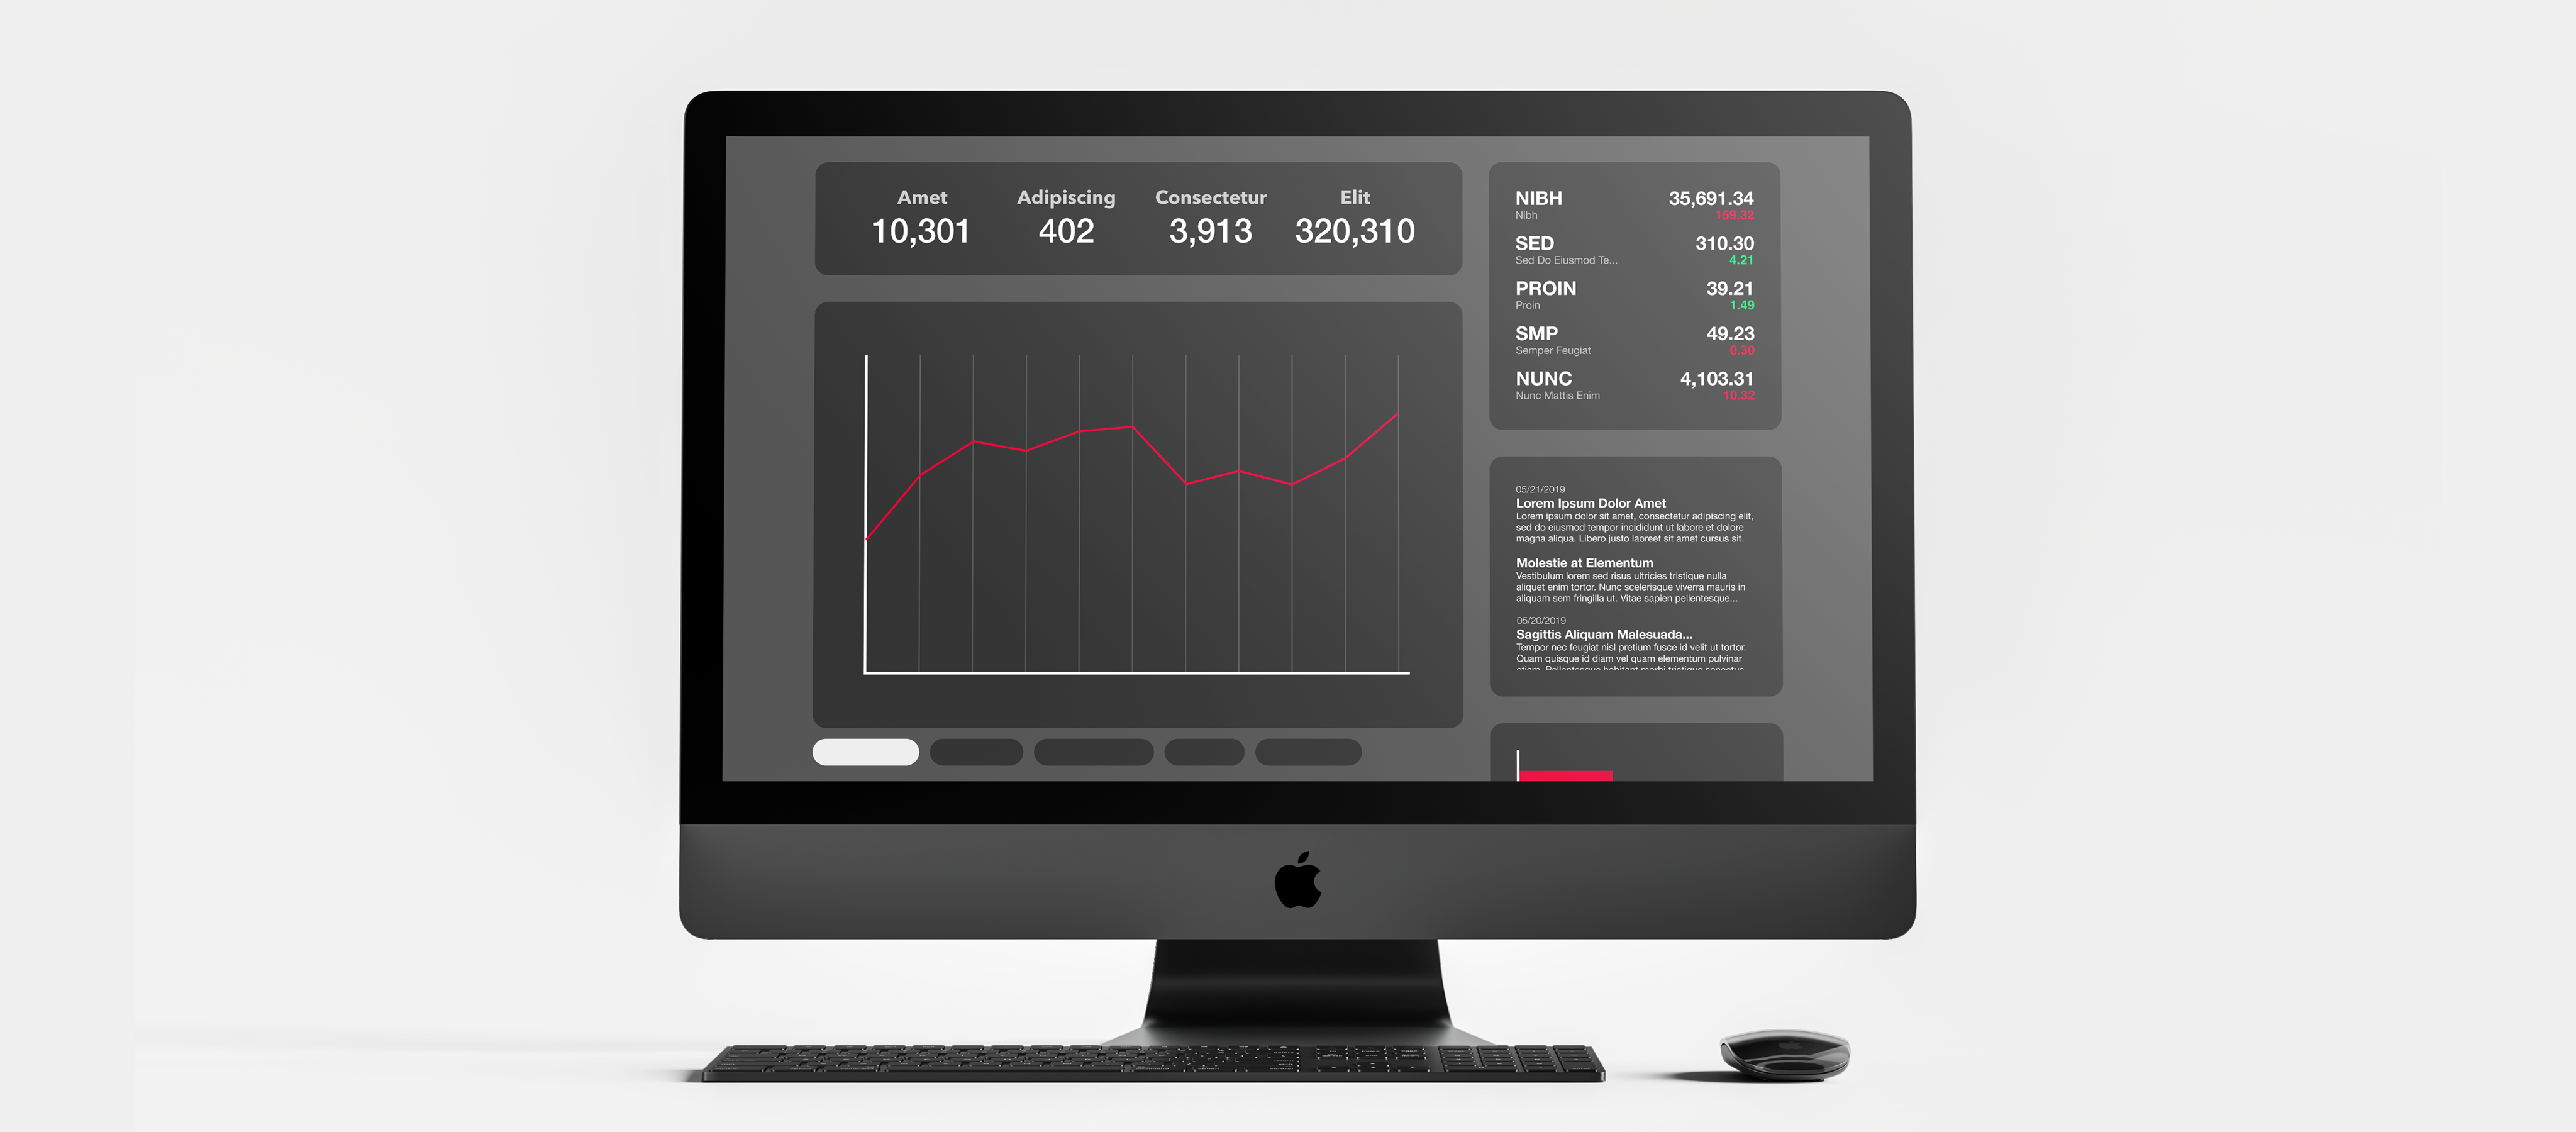 Amet
10,301
Adipiscing
402
Consectetur
3,913
Elit
320,310
NIBH 35,691.34
Nibh 159.32
SED 310.30
Sed Do Eiusmod Te... 4.21
PROIN 39.21
Proin 1.49
SMP 49.23
Semper Feugiat 0.30
NUNC 4,103.31
Nunc Mattis Enim 10.32
05/21/2019
Lorem Ipsum Dolor Amet
Lorem ipsum dolor sit amet, consectetur adipiscing elit,
sed do eiusmod tempor incididunt ut labore et dolore
magna aliqua. Libero justo laoreet sit amet cursus sit.
Molestie at Elementum
Vestibulum lorem sed risus ultricies tristique nulla
aliquet enim tortor. Nunc scelerisque viverra mauris in
aliquam sem fringilla ut. Vitae sapien pellentesque...
05/20/2019
Sagittis Aliquam Malesuada...
Tempor nec feugiat nisl pretium fusce id velit ut tortor.
Quam quisque id diam vel quam elementum pulvinar
etiam. Pellentesque habitant morbi tristique senectus